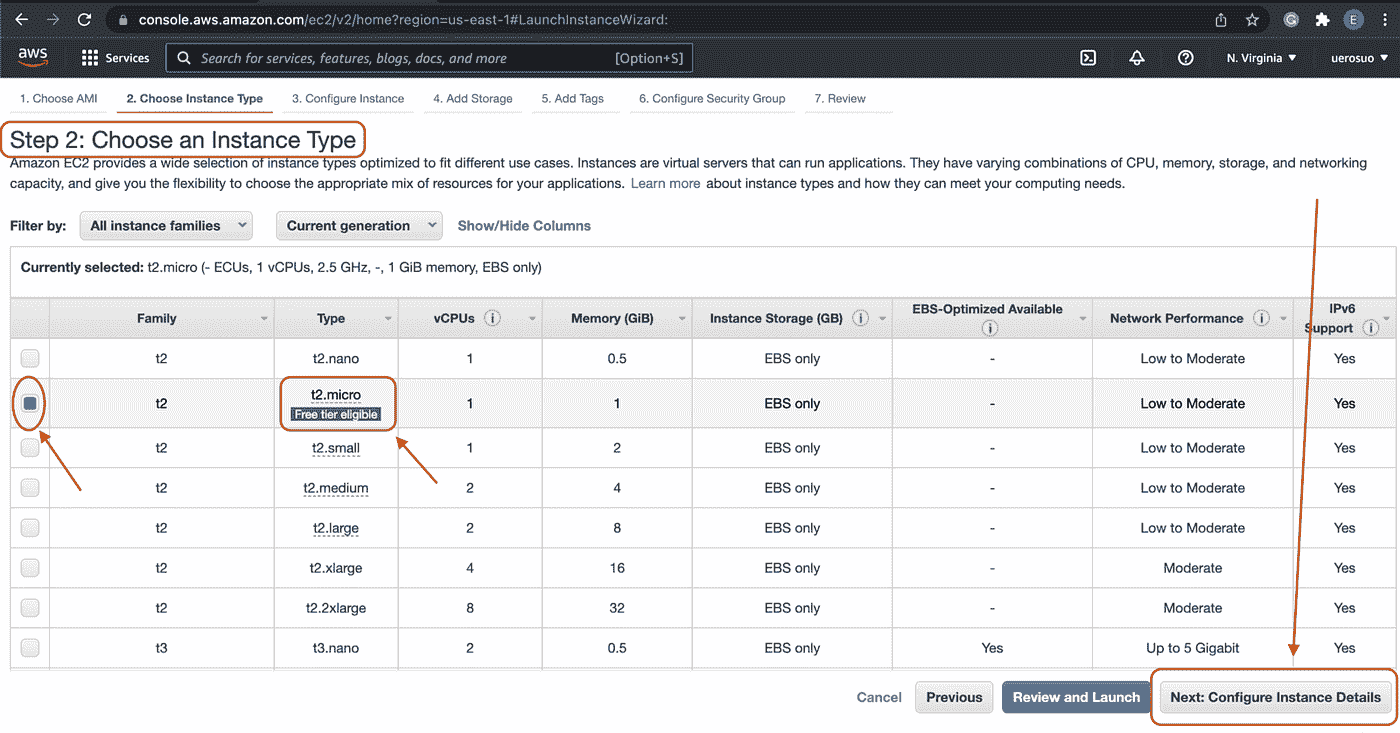 console.aws.amazon.com/ec2/v2/home?region=us-east-1#LaunchInstanceWizard:
E
aws Services Search for services, features, blogs, docs, and more [Option+S] N. Virginia uerosuo
1. Choose AMI 2. Choose Instance Type 3. Configure Instance 4. Add Storage 5. Add Tags 6. Configure Security Group 7. Review
Step 2: Choose an Instance Type
Amazon EC2 provides a wide selection of instance types optimized to fit different use cases. Instances are virtual servers that can run applications. They have varying combinations of CPU, memory, storage, and networking
capacity, and give you the flexibility to choose the appropriate mix of resources for your applications. Learn more about instance types and how they can meet your computing needs.
Filter by: All instance families Current generation Show/Hide Columns
Currently selected: t2.micro (- ECUs, 1 vCPUs, 2.5 GHz, -, 1 GiB memory, EBS only)
Family Type vCPUs Memory (GiB) Instance Storage (GB) EBS-Optimized Available Network Performance IPv6 Support
t2 t2.nano 1 0.5 EBS only - Low to Moderate Yes
t2 t2.micro Free tier eligible 1 1 EBS only - Low to Moderate Yes
t2 t2.small 1 2 EBS only - Low to Moderate Yes
t2 t2.medium 2 4 EBS only - Low to Moderate Yes
t2 t2.large 2 8 EBS only - Low to Moderate Yes
t2 t2.xlarge 4 16 EBS only - Moderate Yes
t2 t2.2xlarge 8 32 EBS only - Moderate Yes
t3 t3.nano 2 0.5 EBS only Yes Up to 5 Gigabit Yes
Cancel Previous Review and Launch Next: Configure Instance Details